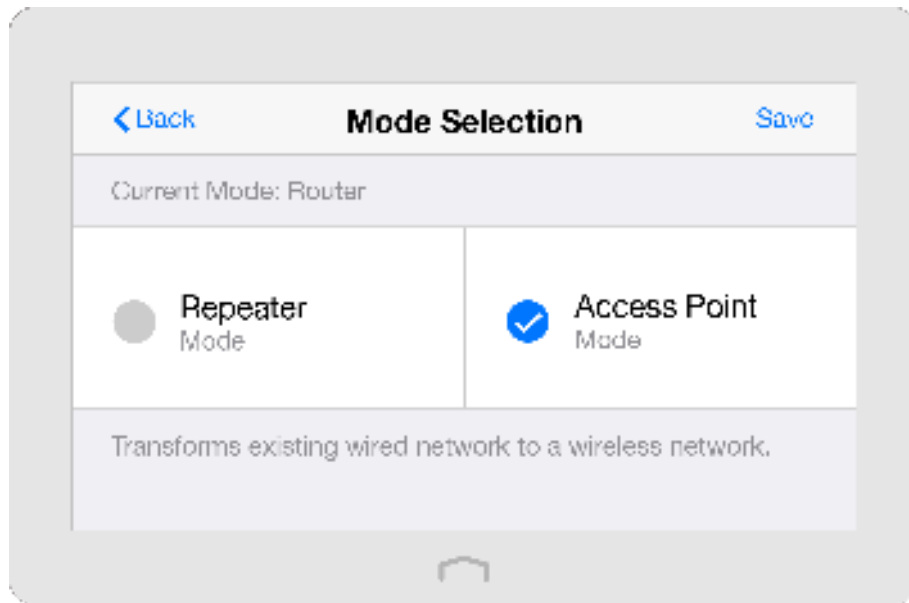 Back
Mode Selection
Save
Current Mode: Router
Repeater
Mode
Access Point
Mode
Transforms existing wired network to a wireless network.